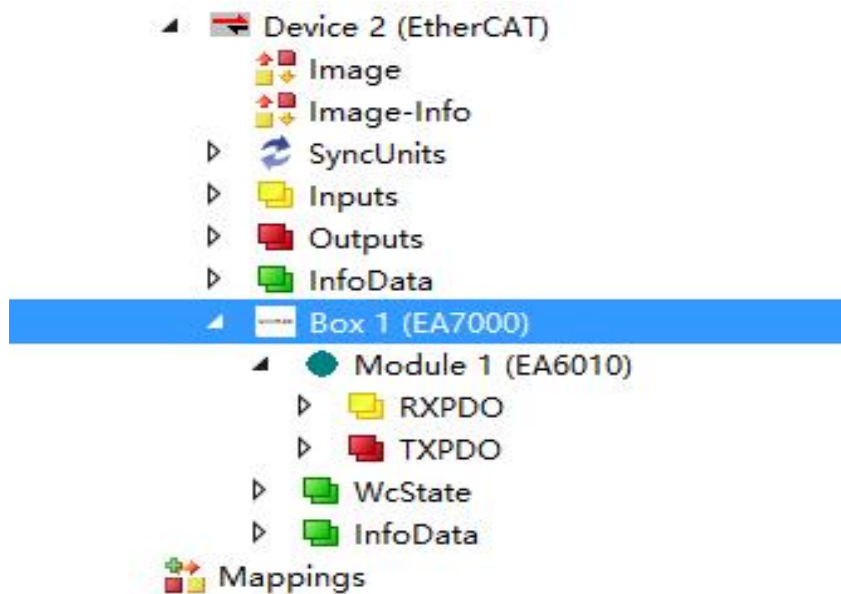 Device 2 (EtherCAT)
Image
Image-Info
SyncUnits
Inputs
Outputs
InfoData
Box 1 (EA7000)
Module 1 (EA6010)
RXPDO
TXPDO
WcState
InfoData
Mappings